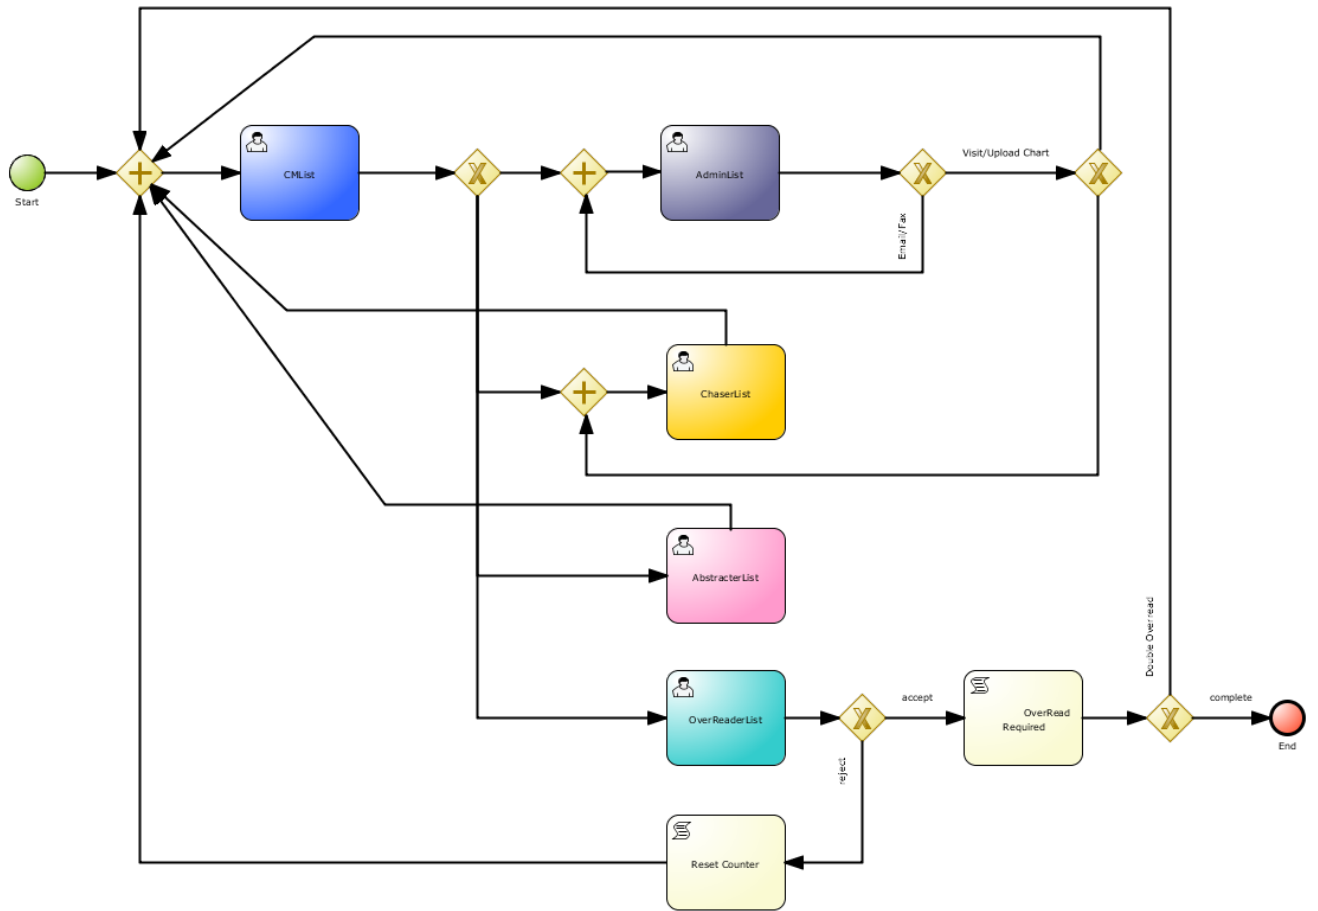 Start
CMList
AdminList
Email/Fax
Visit/Upload Chart
ChaserList
AbstracterList
OverReaderList
reject
accept
OverRead
Required
Double Overread
complete
End
Reset Counter